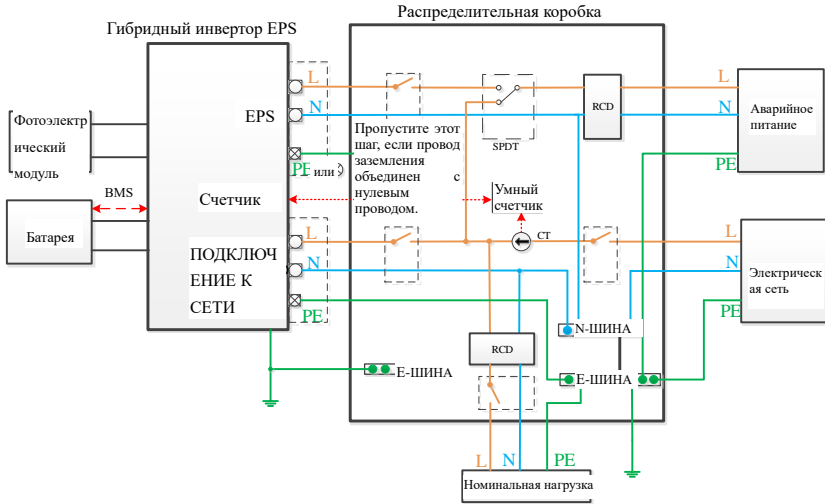 Распределительная коробка
Гибридный инвертор EPS
L
L
N
N
EPS
RCD
SPDT
Фотоэлектр
ический
модуль
Аварийное
питание
Пропустите этот
шаг, если провод
заземления
объединен с
нулевым
проводом.
PE
или
PE
BMS
Счетчик
Умный
счетчик
Батарея
L
CT
L
ПОДКЛЮЧ
ЕНИЕ К
СЕТИ
N
N
Электрическ
ая сеть
PE
PE
N-ШИНА
RCD
E-ШИНА
E-ШИНА
L
N
PE
Номинальная нагрузка